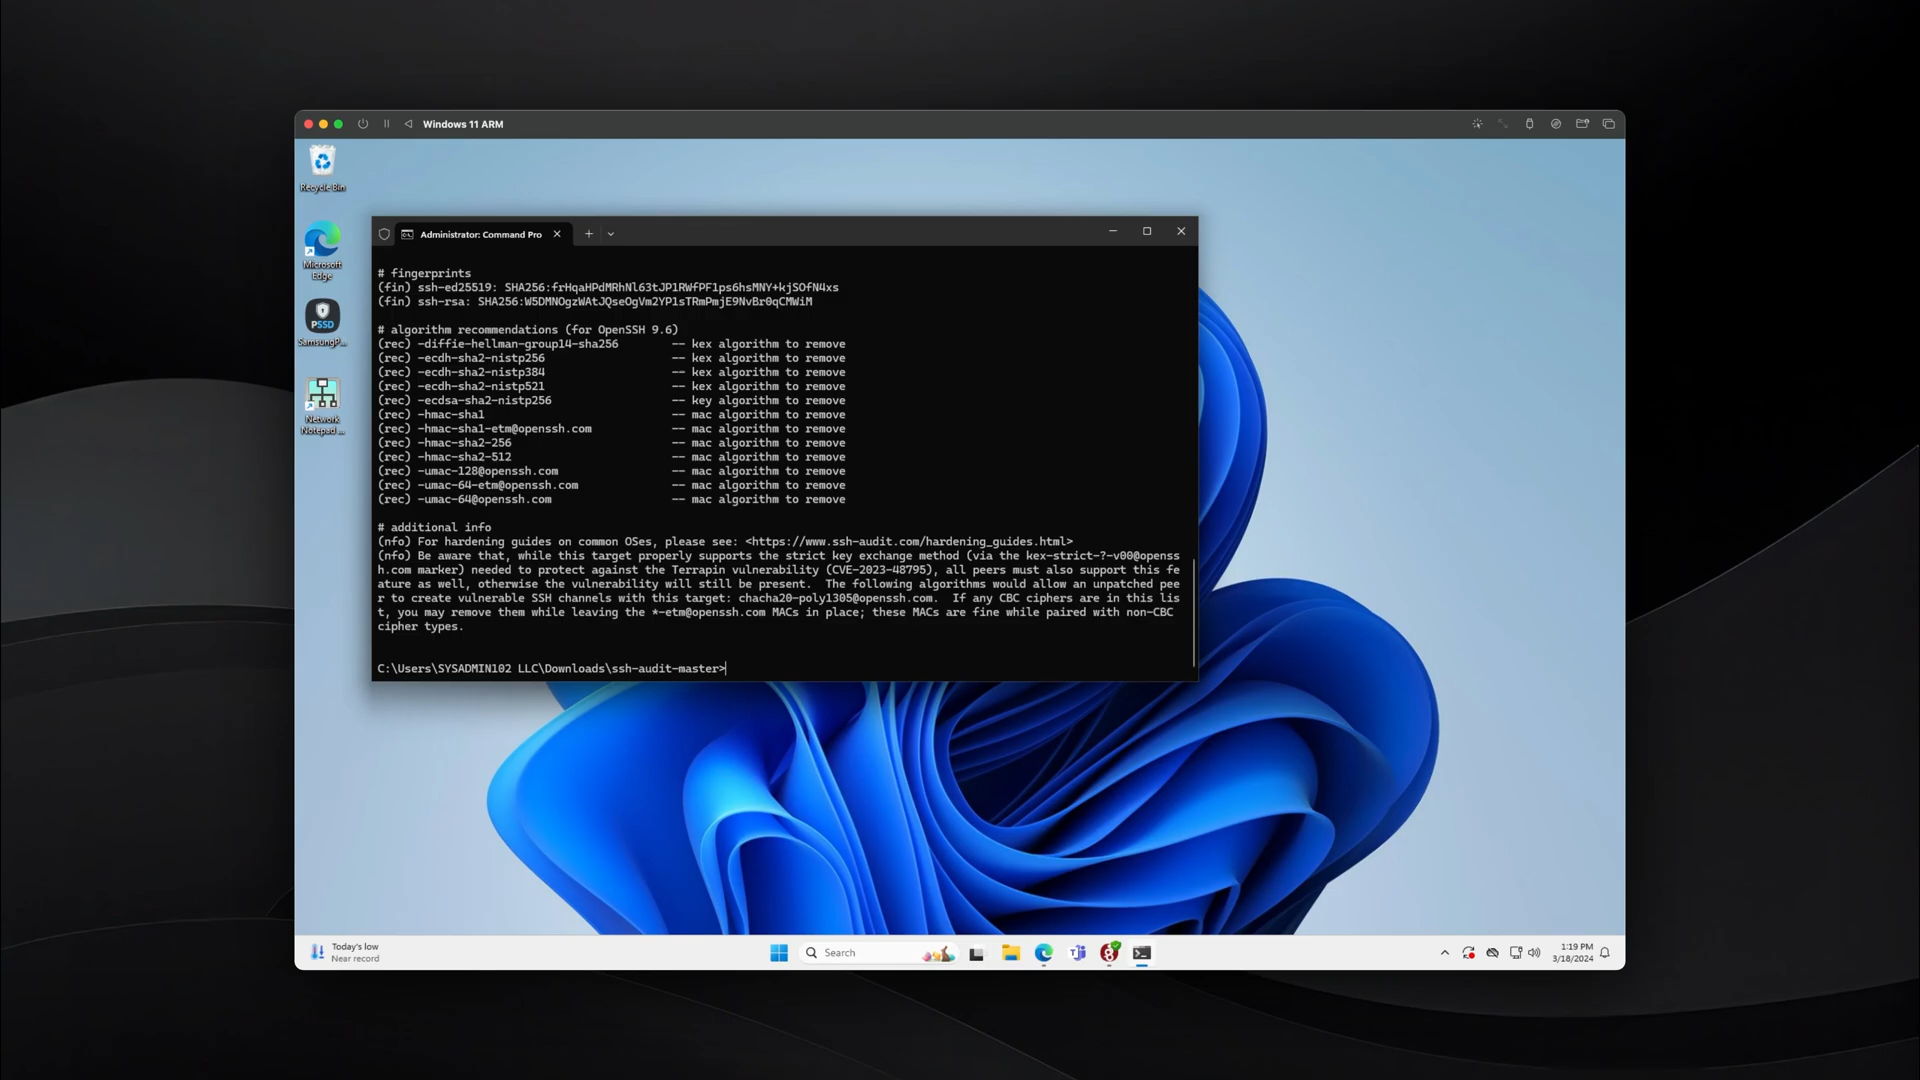 Windows 11 ARM
Recycle Bin
Microsoft
Edge
PSSD
SamsungP...
Network
Notepad ...
Administrator: Command Pro
# fingerprints
(fin) ssh-ed25519: SHA256:frHqaHPdMRhNl63tJP1RWfPF1ps6hsMNY+kjSOfN4xs
(fin) ssh-rsa: SHA256:W5DMNOgzWAtJQseOgVm2YP1sTRmPmjE9NvBr0qCMWiM
# algorithm recommendations (for OpenSSH 9.6)
(rec) -diffie-hellman-group14-sha256 -- kex algorithm to remove
(rec) -ecdh-sha2-nistp256 -- kex algorithm to remove
(rec) -ecdh-sha2-nistp384 -- kex algorithm to remove
(rec) -ecdh-sha2-nistp521 -- kex algorithm to remove
(rec) -ecdsa-sha2-nistp256 -- key algorithm to remove
(rec) -hmac-sha1 -- mac algorithm to remove
(rec) -hmac-sha1-etm@openssh.com -- mac algorithm to remove
(rec) -hmac-sha2-256 -- mac algorithm to remove
(rec) -hmac-sha2-512 -- mac algorithm to remove
(rec) -umac-128@openssh.com -- mac algorithm to remove
(rec) -umac-64-etm@openssh.com -- mac algorithm to remove
(rec) -umac-64@openssh.com -- mac algorithm to remove
# additional info
(nfo) For hardening guides on common OSes, please see: <https://www.ssh-audit.com/hardening_guides.html>
(nfo) Be aware that, while this target properly supports the strict key exchange method (via the kex-strict-?-v00@openss
h.com marker) needed to protect against the Terrapin vulnerability (CVE-2023-48795), all peers must also support this fe
ature as well, otherwise the vulnerability will still be present.  The following algorithms would allow an unpatched pee
r to create vulnerable SSH channels with this target: chacha20-poly1305@openssh.com.  If any CBC ciphers are in this lis
t, you may remove them while leaving the *-etm@openssh.com MACs in place; these MACs are fine while paired with non-CBC
cipher types.
C:\Users\SYSADMIN102 LLC\Downloads\ssh-audit-master>
Today's low
Near record
Search
1:19 PM
3/18/2024